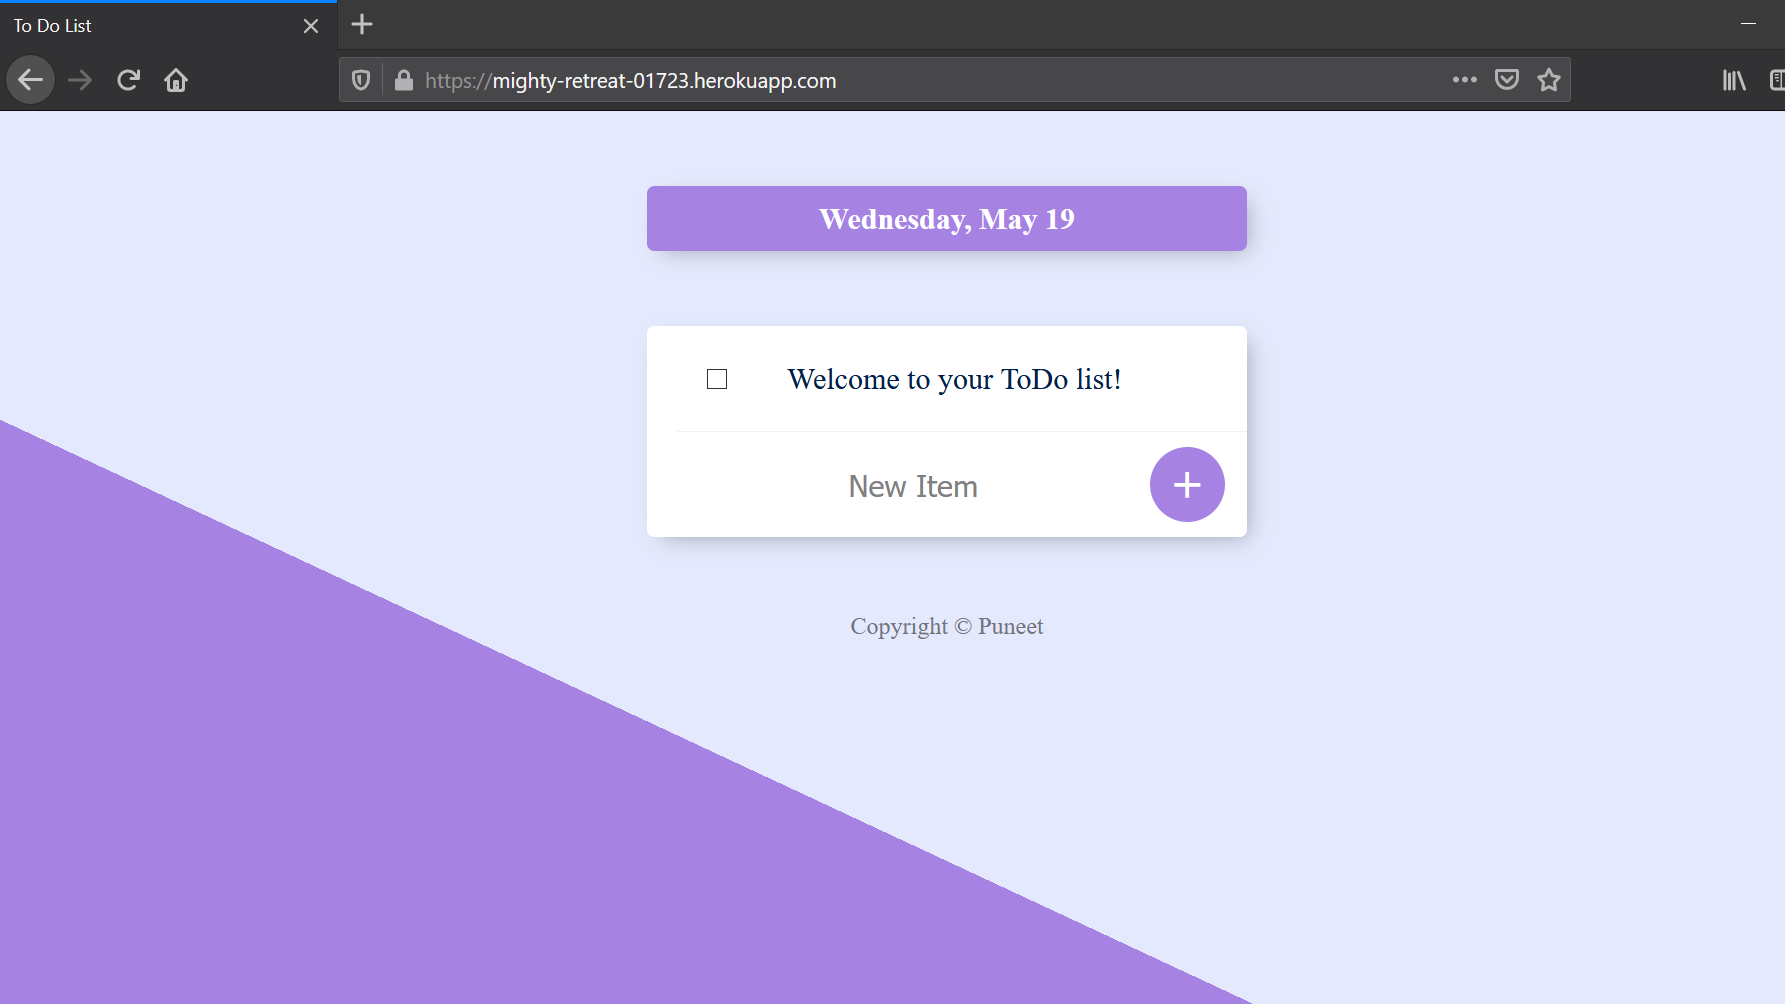 To Do List
https://mighty-retreat-01723.herokuapp.com
Wednesday, May 19
Welcome to your ToDo list!
New Item
Copyright © Puneet